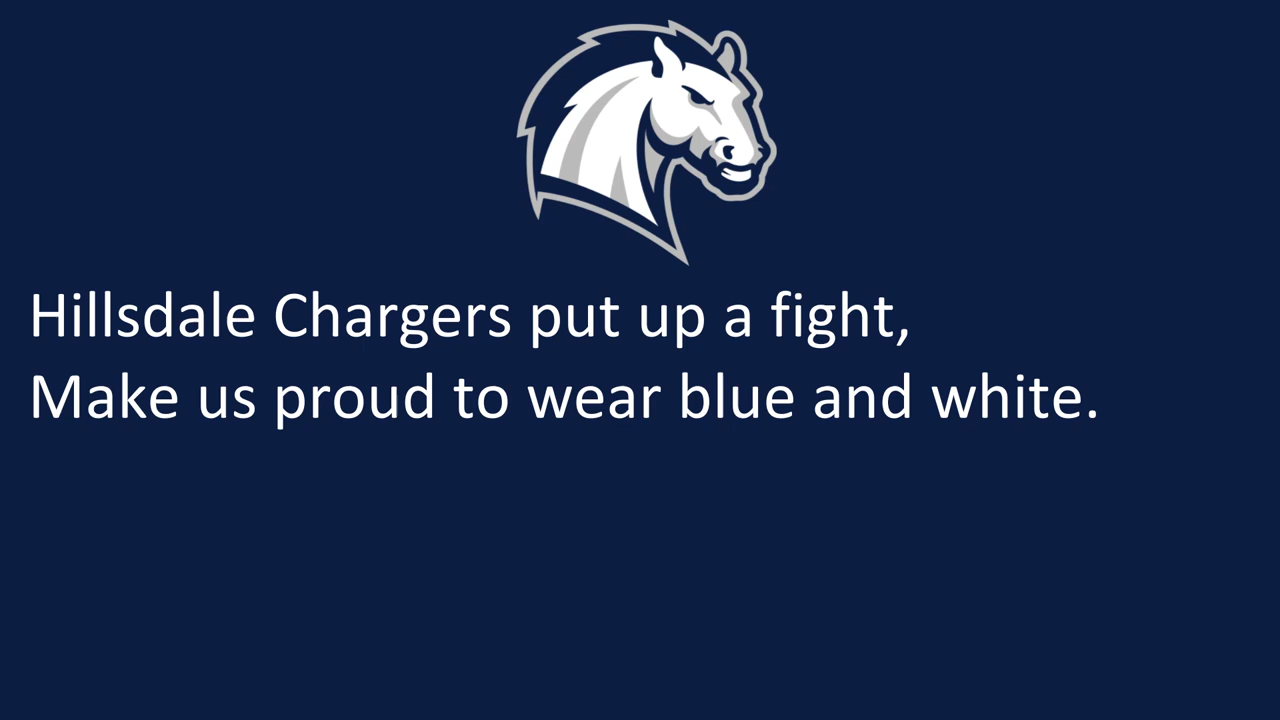 Hillsdale Chargers put up a fight,
Make us proud to wear blue and white.